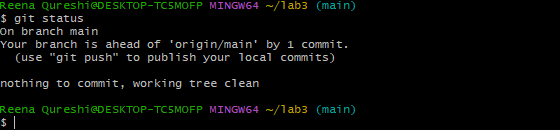 Reena Qureshi@DESKTOP-TC5MOFP MINGW64 ~/lab3 (main)
$ git status
On branch main
Your branch is ahead of 'origin/main' by 1 commit.
  (use "git push" to publish your local commits)

nothing to commit, working tree clean

Reena Qureshi@DESKTOP-TC5MOFP MINGW64 ~/lab3 (main)
$